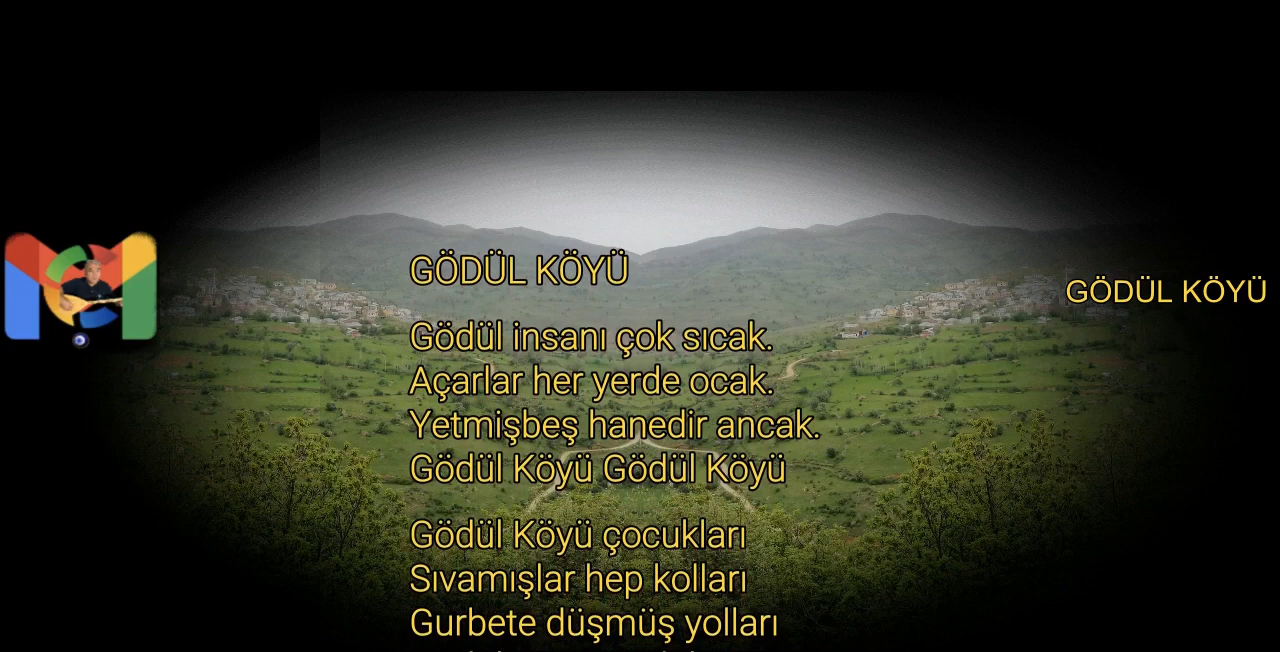 GÖDÜL KÖYÜ
GÖDÜL KÖYÜ
Gödül insanı çok sıcak.
Açarlar her yerde ocak.
Yetmişbeş hanedir ancak.
Gödül Köyü Gödül Köyü
Gödül Köyü çocukları
Sıvamışlar hep kolları
Gurbete düşmüş yolları